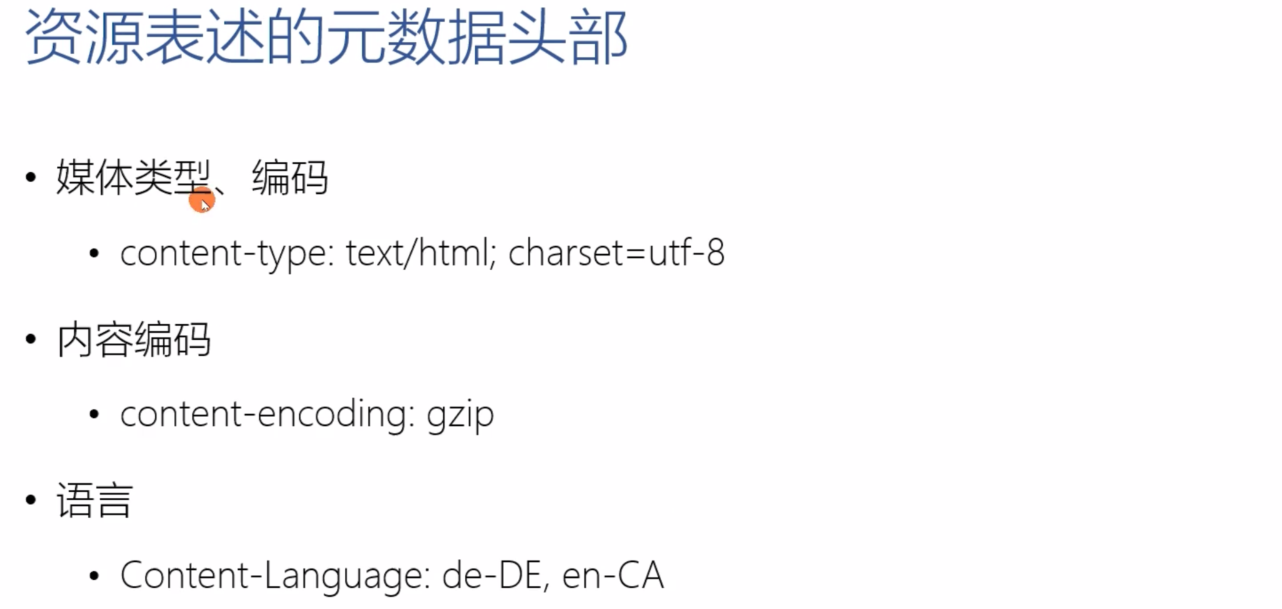 资源表述的元数据头部
• 媒体类型、编码
• content-type: text/html; charset=utf-8
• 内容编码
• content-encoding: gzip
• 语言
• Content-Language: de-DE, en-CA